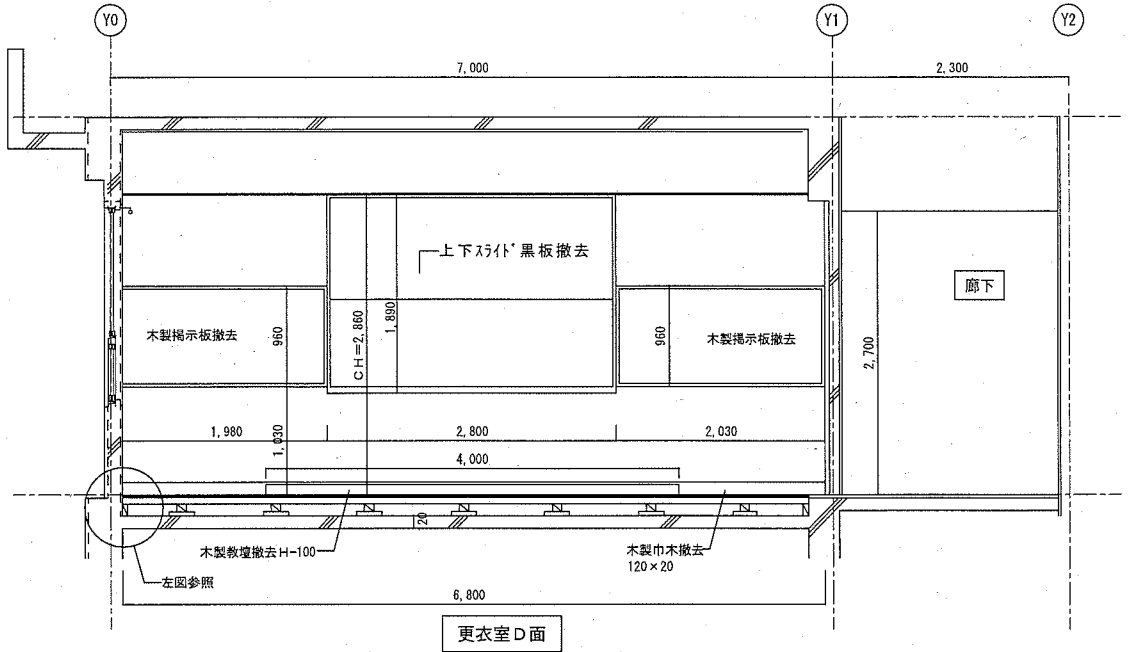 Y0
Y1
Y2
7,000
2,300
上下スライド黒板撤去
廊下
木製掲示板撤去
960
CH=2,860
1,890
960
木製掲示板撤去
2,700
1,980
1,030
2,800
2,030
4,000
20
木製教壇撤去H-100
木製巾木撤去
120×20
左図参照
6,800
更衣室D面